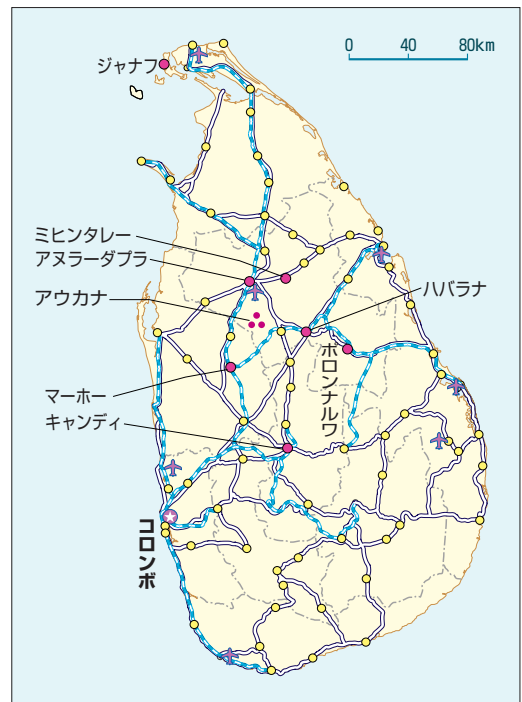 ジャナフ
0 40 80km
ミヒンタレー
アヌラーダプラ
アウカナ
ハバラナ
ポロンナルワ
マーホー
キャンディ
コロンボ